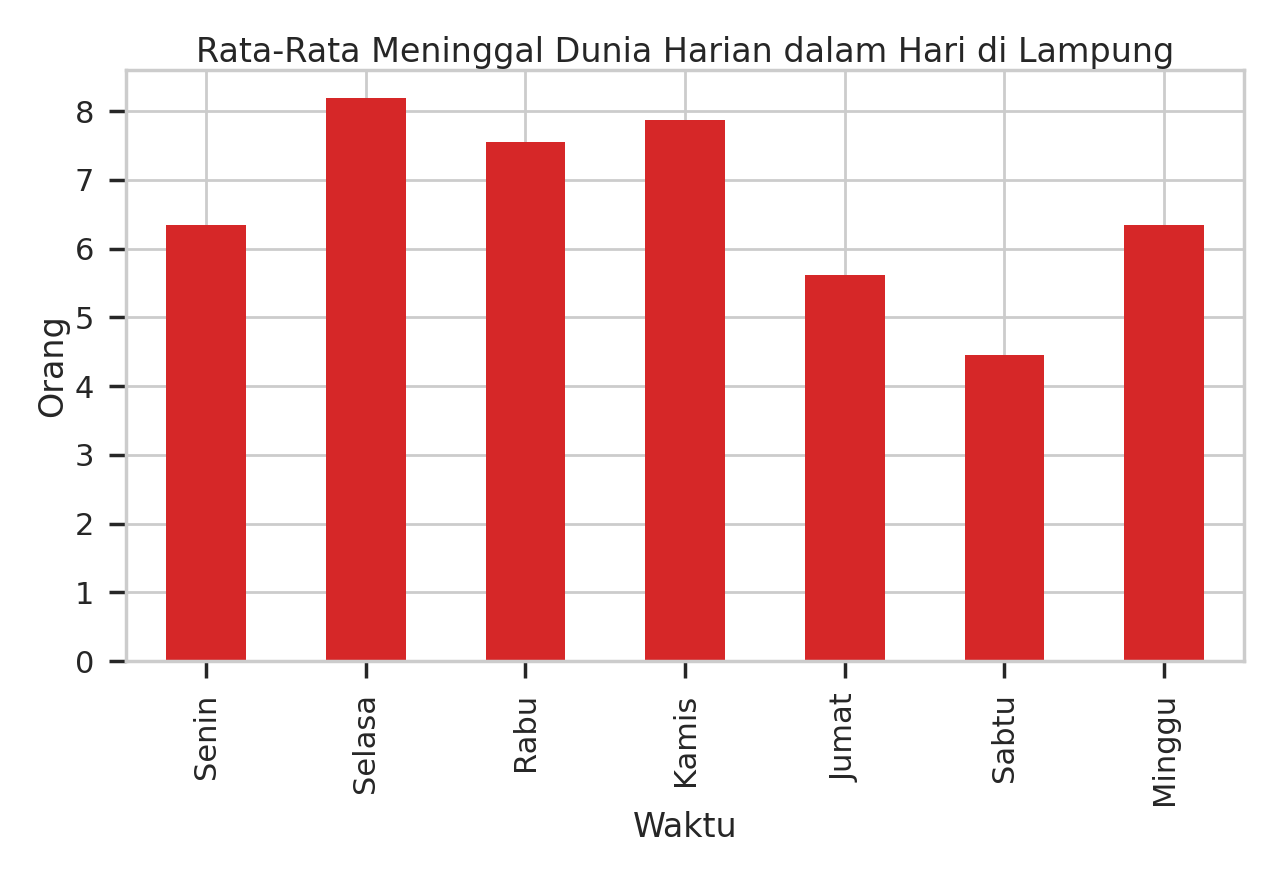 Rata-Rata Meninggal Dunia Harian dalam Hari di Lampung
8
7
6
5
4
3
2
1
0
Orang
Senin
Selasa
Rabu
Kamis
Jumat
Sabtu
Minggu
Waktu